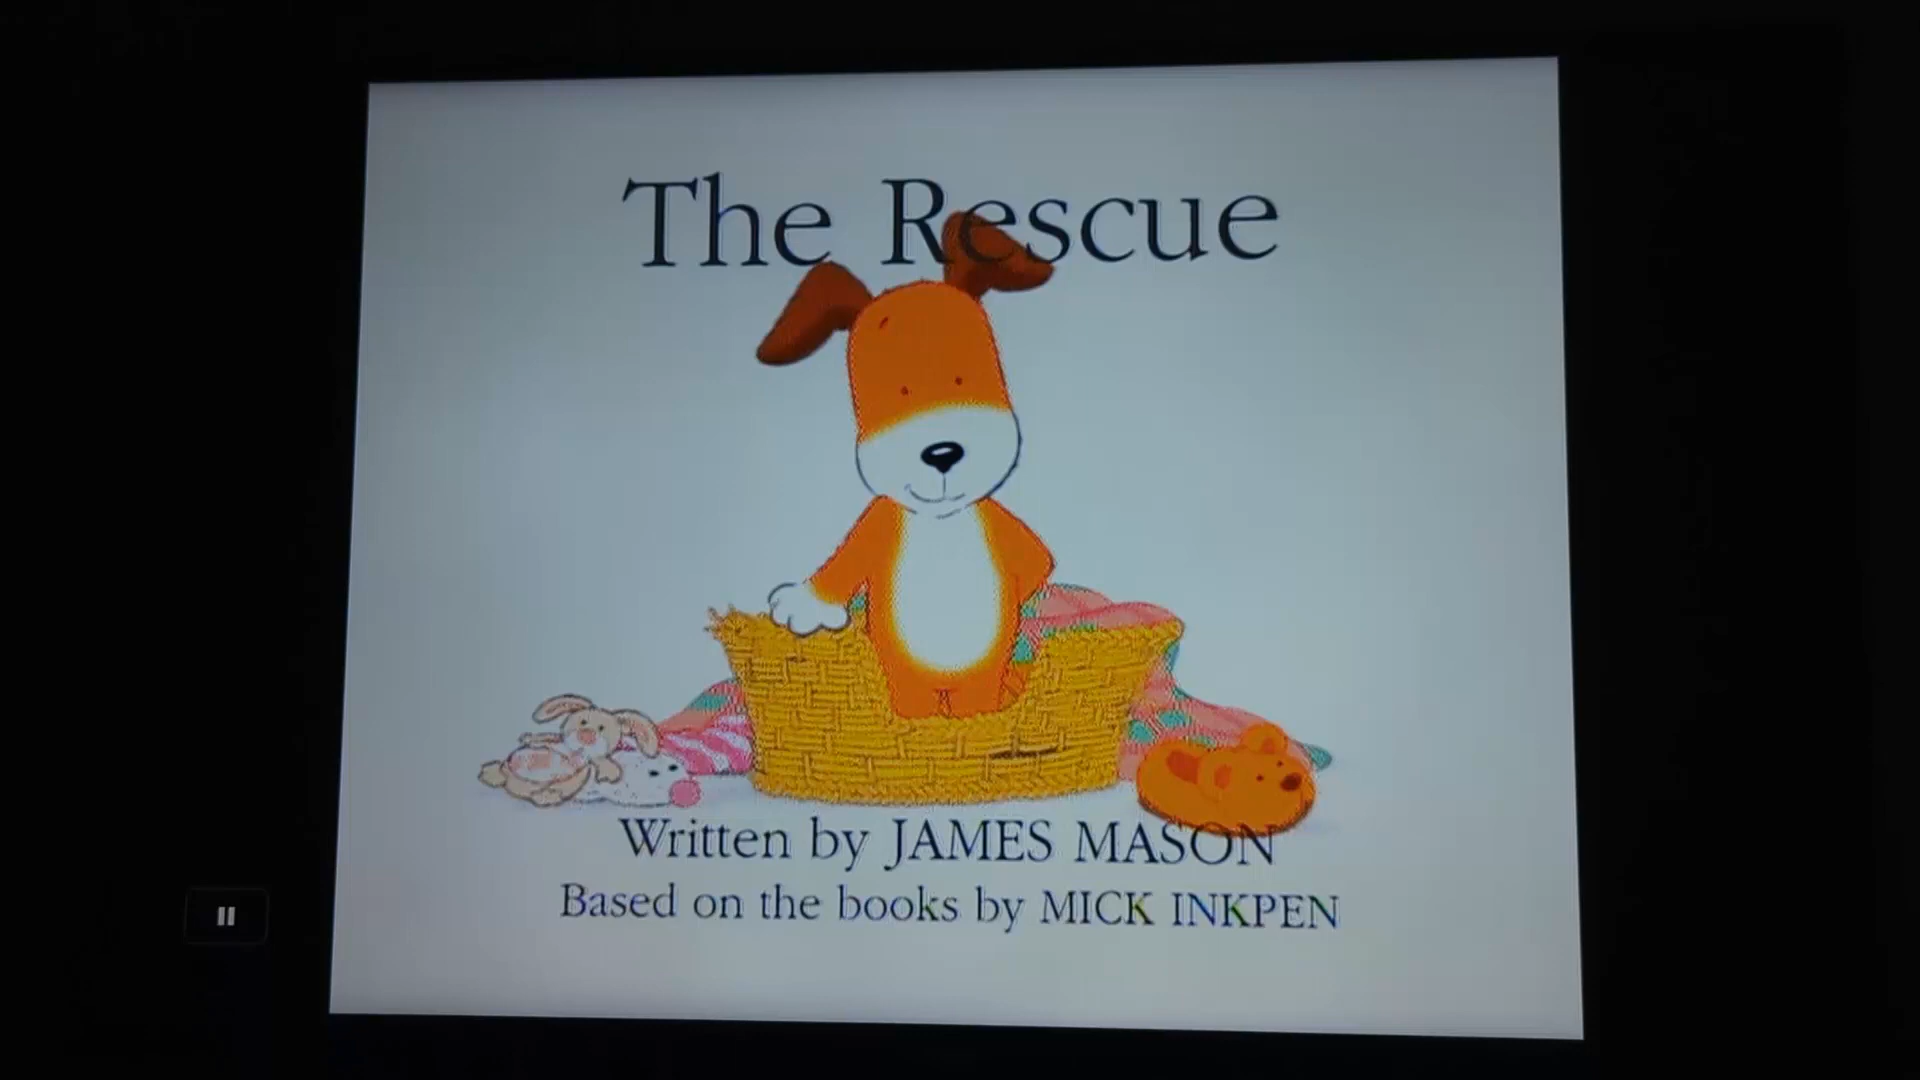 The Rescue
Written by JAMES MASON
Based on the books by MICK INKPEN